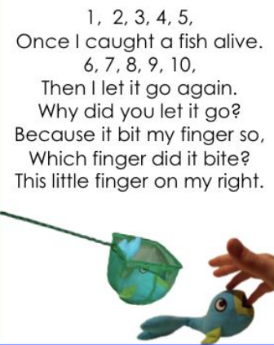 1, 2, 3, 4, 5,
Once I caught a fish alive.
6, 7, 8, 9, 10,
Then I let it go again.
Why did you let it go?
Because it bit my finger so,
Which finger did it bite?
This little finger on my right.